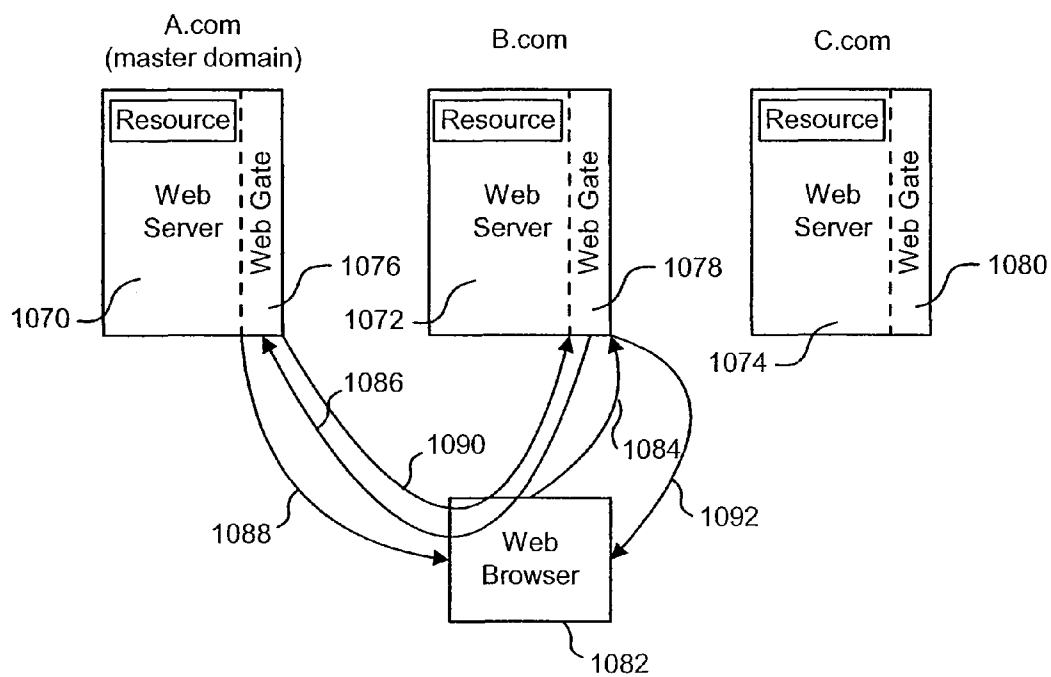 A.com
(master domain)
B.com
C.com
Resource
Web Server
Web Gate
Resource
Web Server
Web Gate
Resource
Web Server
Web Gate
1070
1076
1072
1078
1074
1080
1086
1090
1084
1088
1092
Web
Browser
1082